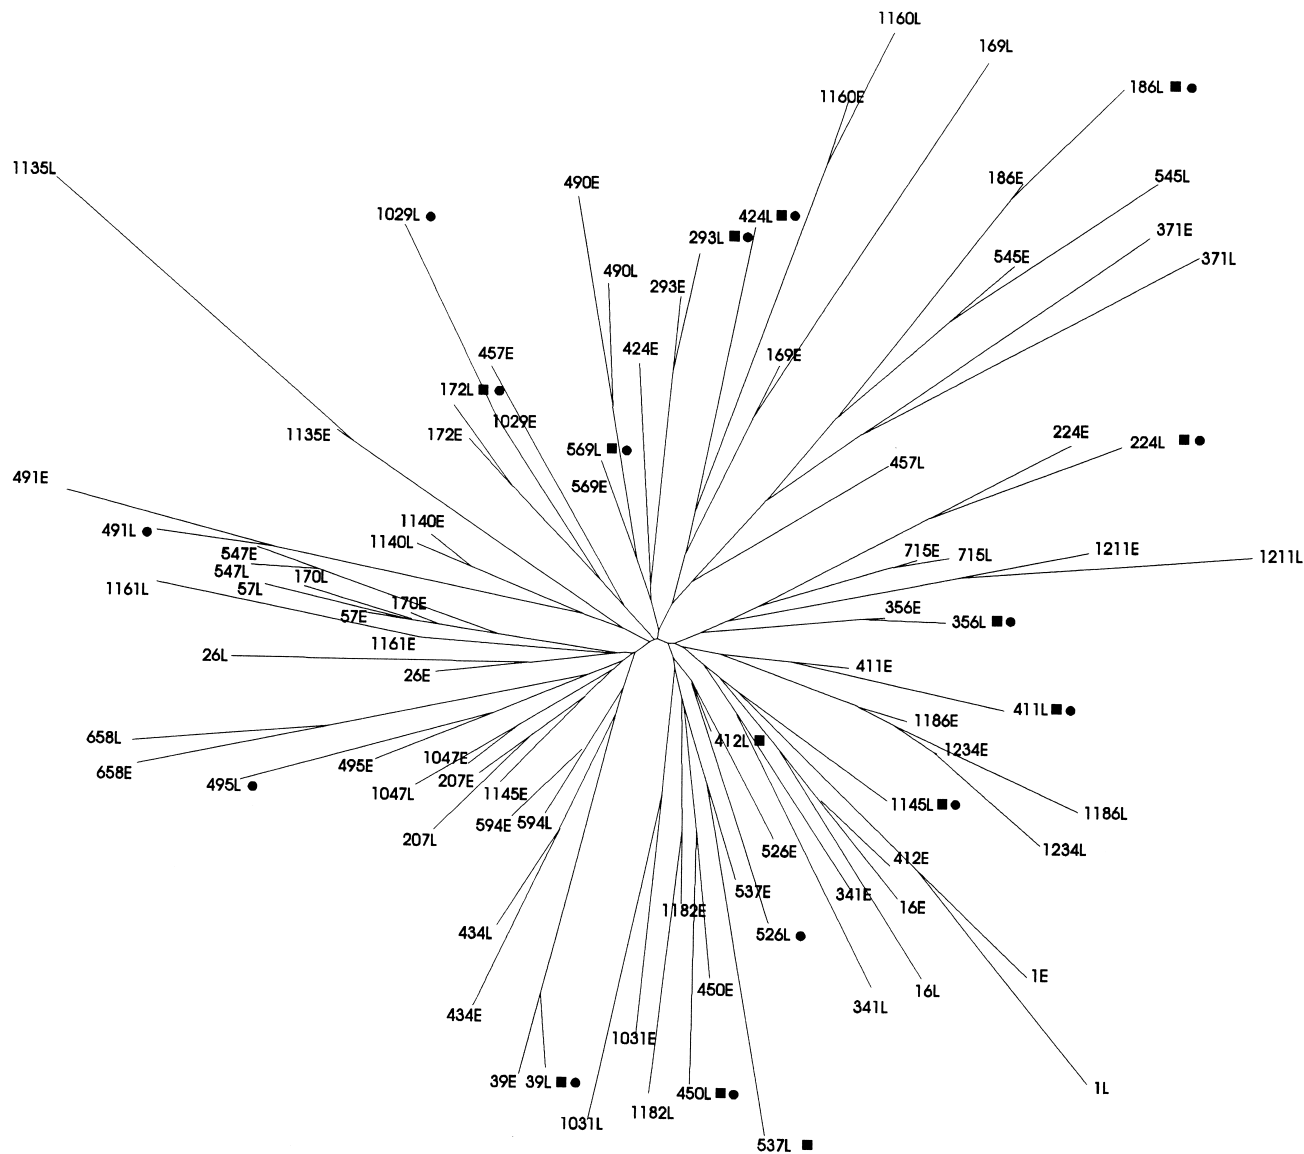 1160L
169L
186L ■ ●
1160E
1135L
490E
186E
545L
1029L ●
424L ■ ●
293L ■ ●
371E
545E
371L
490L
293E
424E
457E
169E
172L ■ ●
1029E
172E
1135E
569L ■ ●
224E
224L ■ ●
457L
491E
569E
1140E
491L ●
1140L
547E
547L
170L
715E
715L
1211E
1211L
1161L
57L
170E
57E
356E
356L ■ ●
1161E
26L
26E
411E
411L ■ ●
1186E
658L
412L ■
1234E
658E
495E
1047E
495L ●
1047L
207E
1145E
1145L ■ ●
1186L
207L
594E
594L
526E
412E
1234L
537E
341E
1182E
16E
434L
526L ●
1E
450E
16L
434E
341L
1031E
39E
39L ■ ●
450L ■ ●
1L
1182L
1031L
537L ■